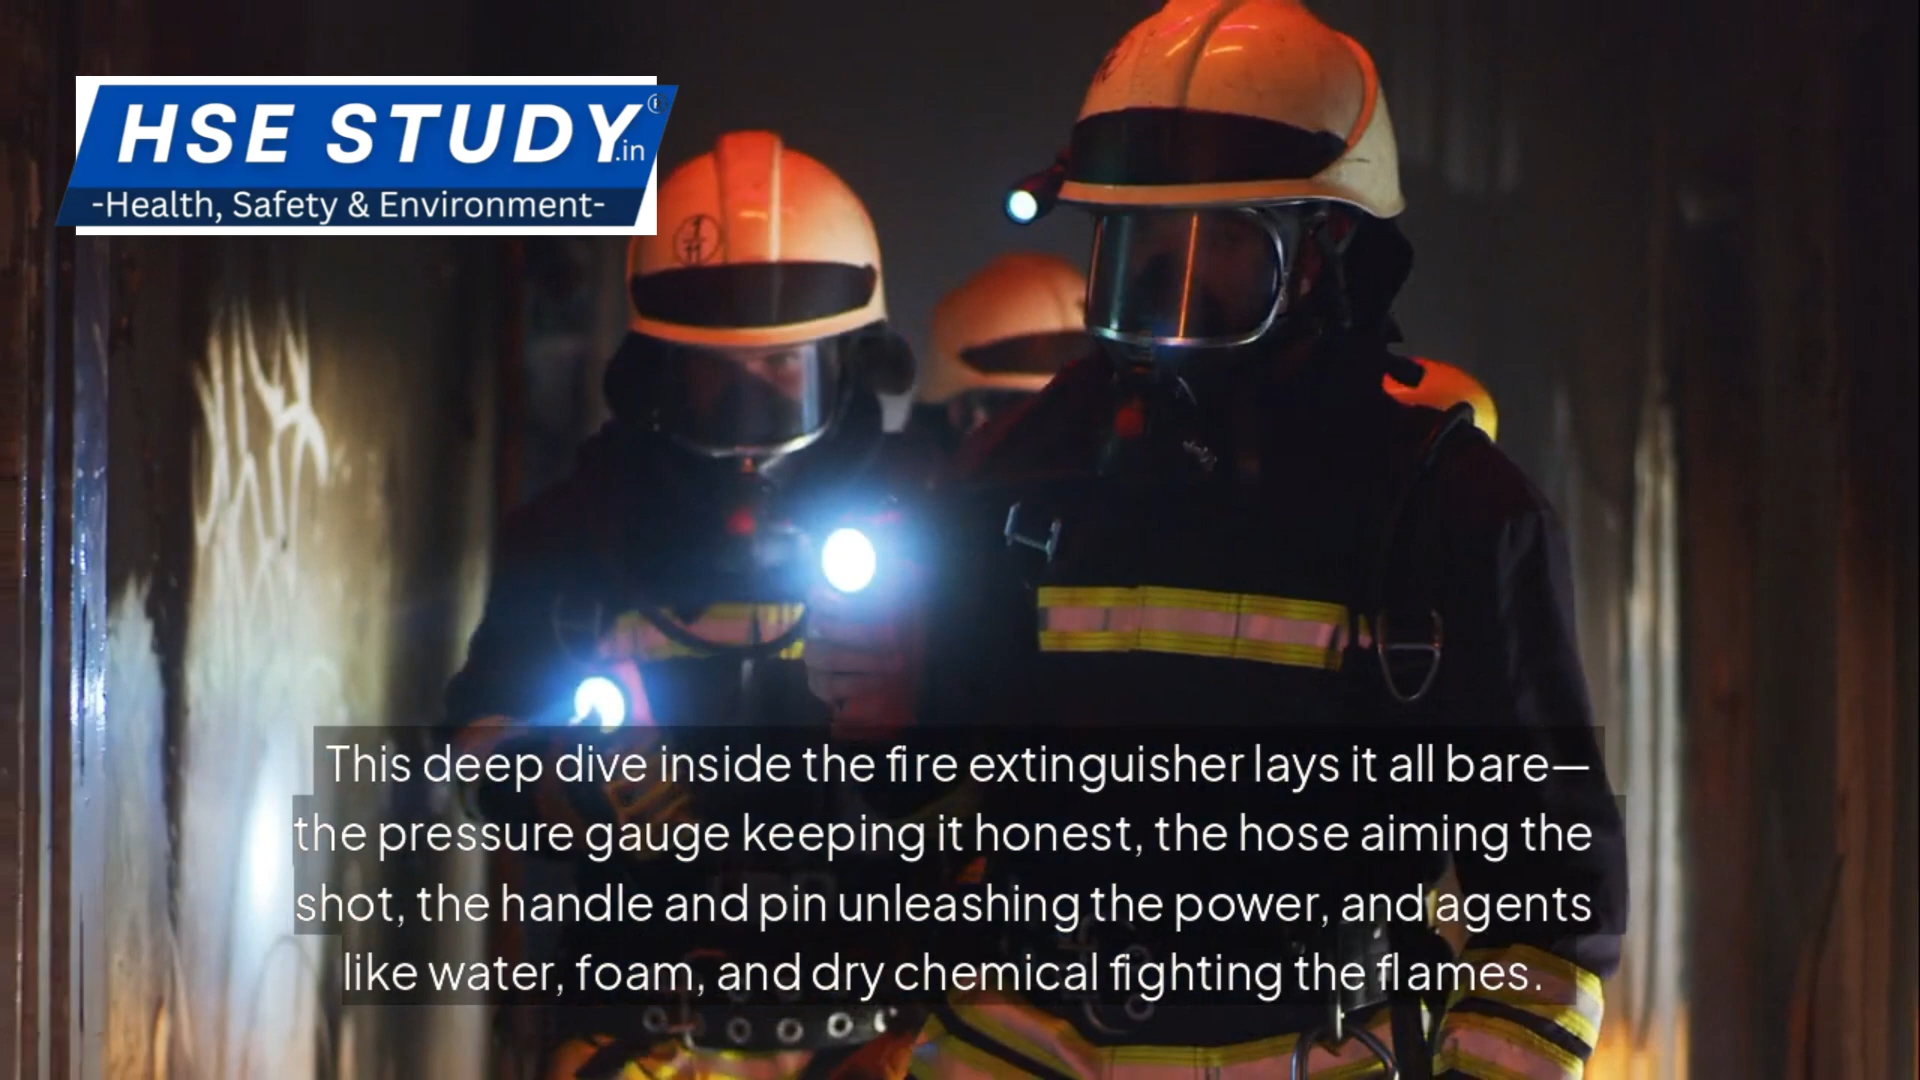 HSE STUDY.in®
-Health, Safety & Environment-
This deep dive inside the fire extinguisher lays it all bare—
the pressure gauge keeping it honest, the hose aiming the
shot, the handle and pin unleashing the power, and agents
like water, foam, and dry chemical fighting the flames.